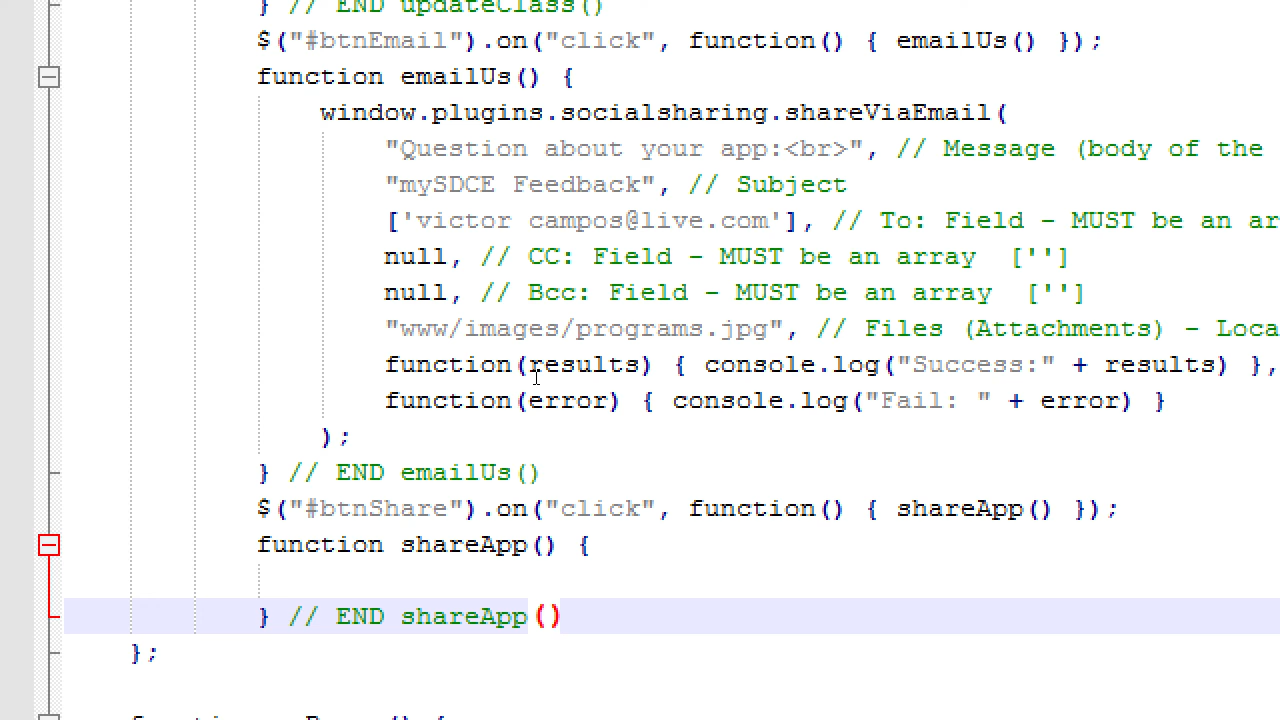 } // END updateClass()
$("#btnEmail").on("click", function() { emailUs() });
function emailUs() {
window.plugins.socialsharing.shareViaEmail(
"Question about your app:<br>", // Message (body of the
"mySDCE Feedback", // Subject
['victor campos@live.com'], // To: Field - MUST be an ar
null, // CC: Field - MUST be an array  ['']
null, // Bcc: Field - MUST be an array  ['']
"www/images/programs.jpg", // Files (Attachments) - Loca
function(results) { console.log("Success:" + results) },
function(error) { console.log("Fail: " + error) }
);
} // END emailUs()
$("#btnShare").on("click", function() { shareApp() });
function shareApp() {
} // END shareApp()
};